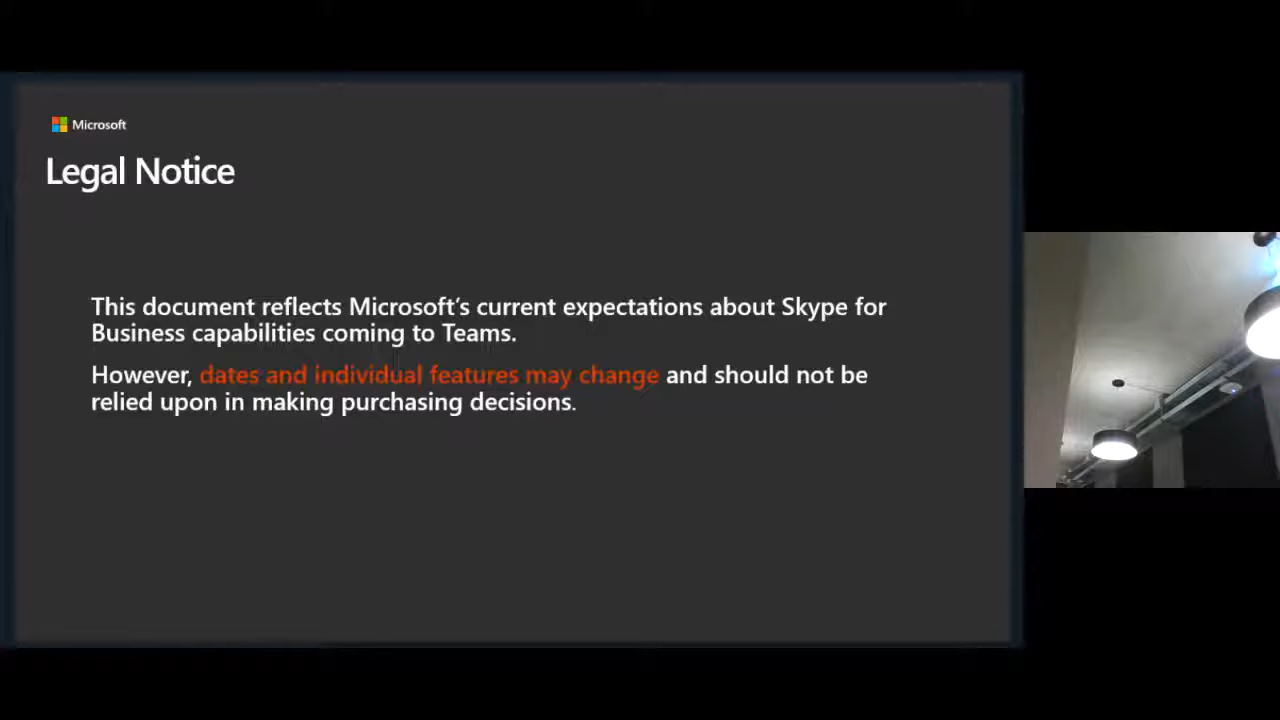 Microsoft
Legal Notice
This document reflects Microsoft's current expectations about Skype for
Business capabilities coming to Teams.
However, dates and individual features may change and should not be
relied upon in making purchasing decisions.